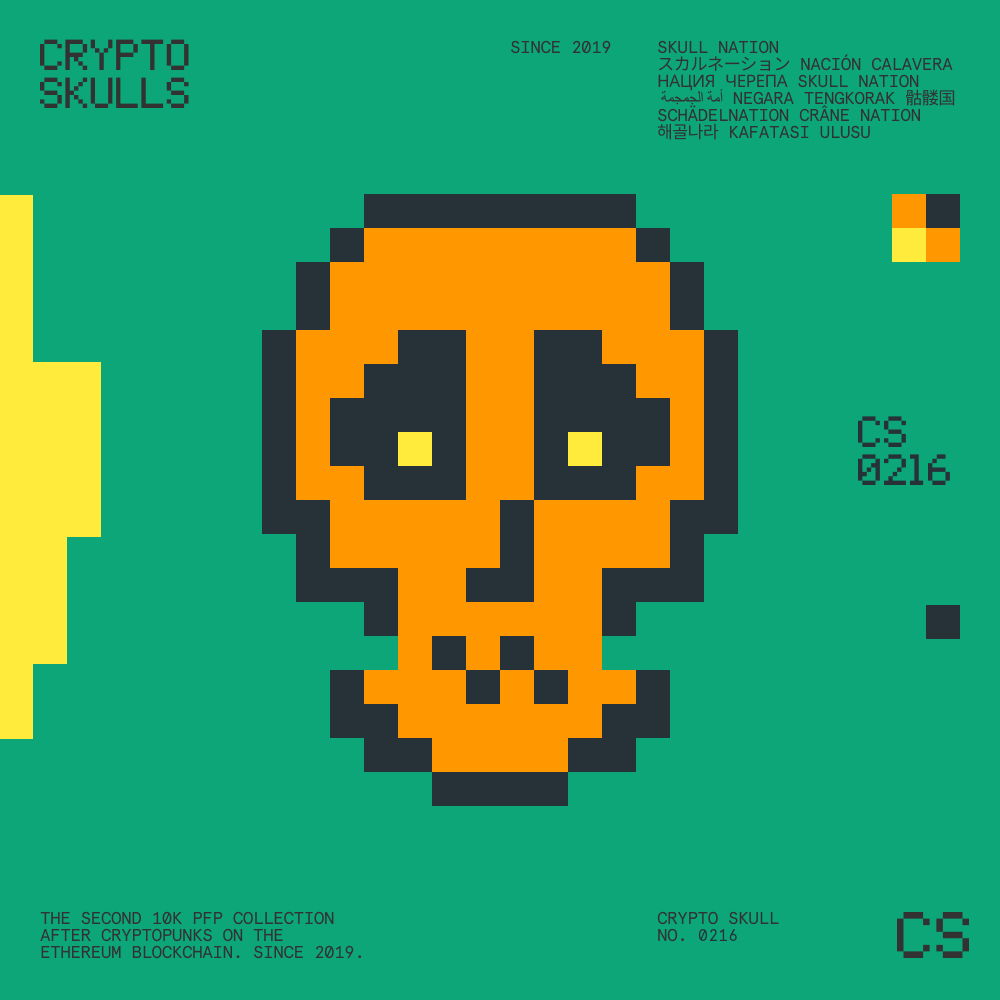 CRYPTO
SKULLS
SINCE 2019
SKULL NATION
スカルネーション NACIÓN CALAVERA
НАЦИЯ ЧЕРЕПА SKULL NATION
أمة الجمجمة NEGARA TENGKORAK 骷髅国
SCHÄDELNATION CRÂNE NATION
해골나라 KAFATASI ULUSU
CS
0216
THE SECOND 10K PFP COLLECTION
AFTER CRYPTOPUNKS ON THE
ETHEREUM BLOCKCHAIN. SINCE 2019.
CRYPTO SKULL
NO. 0216
CS